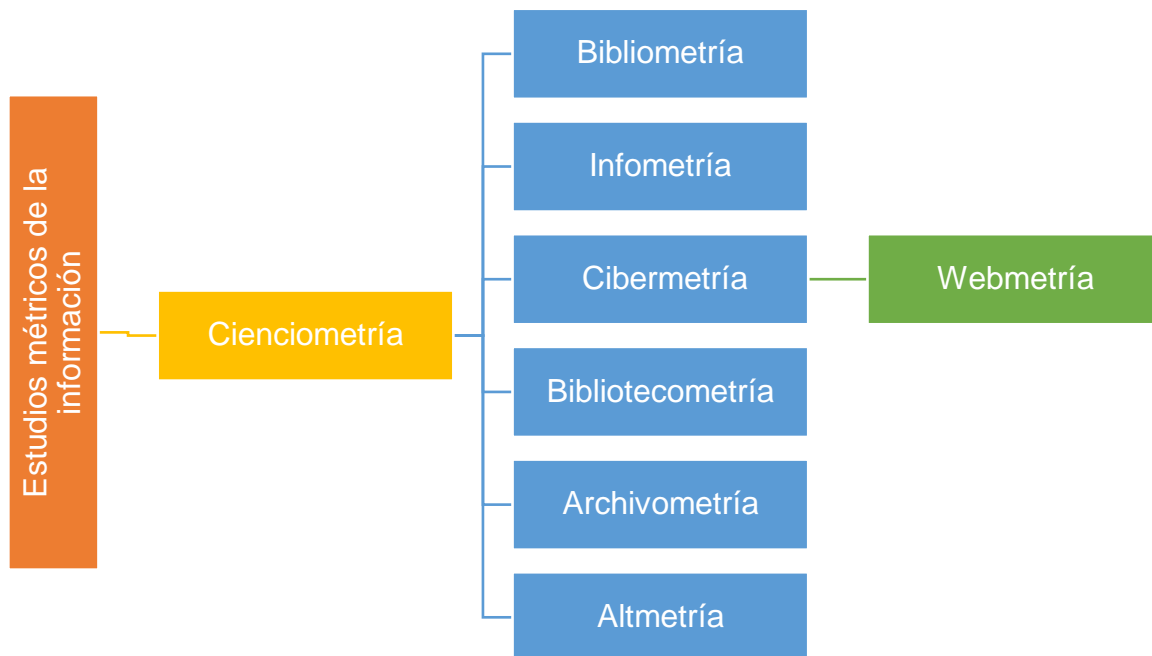 Estudios métricos de la
información
Cienciometría
Bibliometría
Infometría
Cibermetría
Webmetría
Bibliotecometría
Archivometría
Altmetría